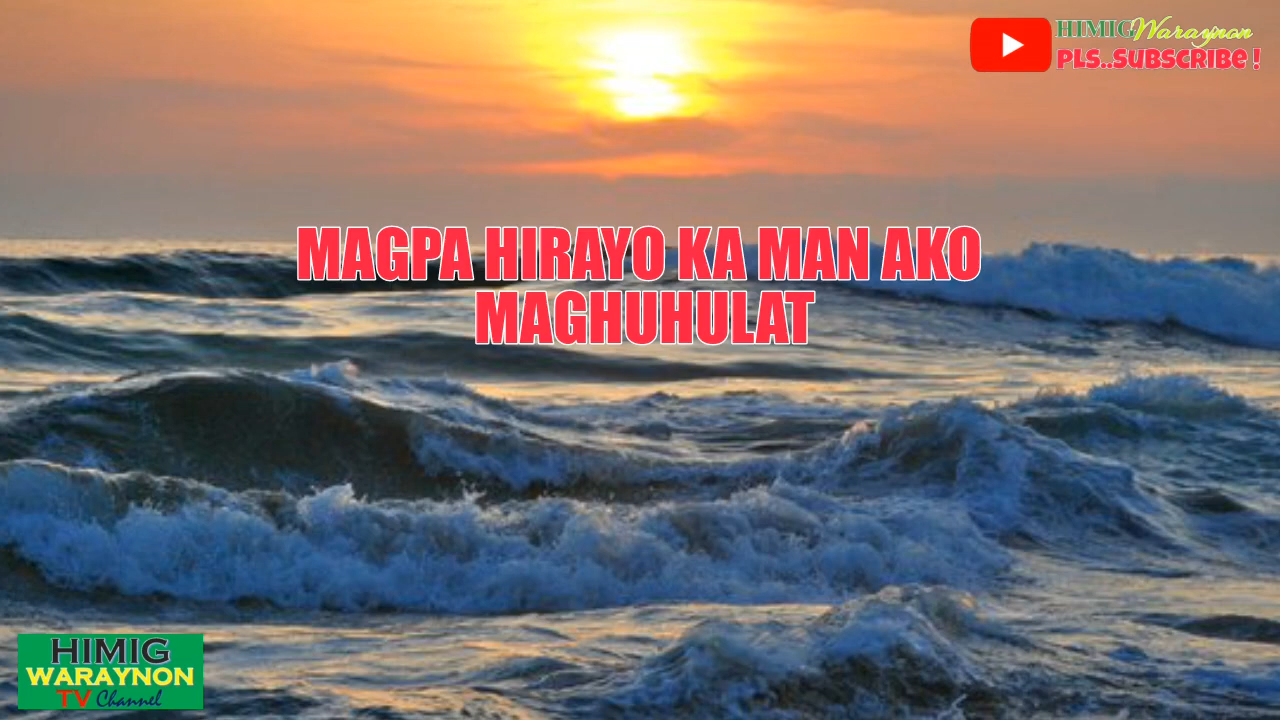 HIMIG Waraynon
PLS..SUBSCRIBE !
MAGPA HIRAYO KA MAN AKO
MAGHUHULAT
HIMIG
WARAYNON
TV Channel